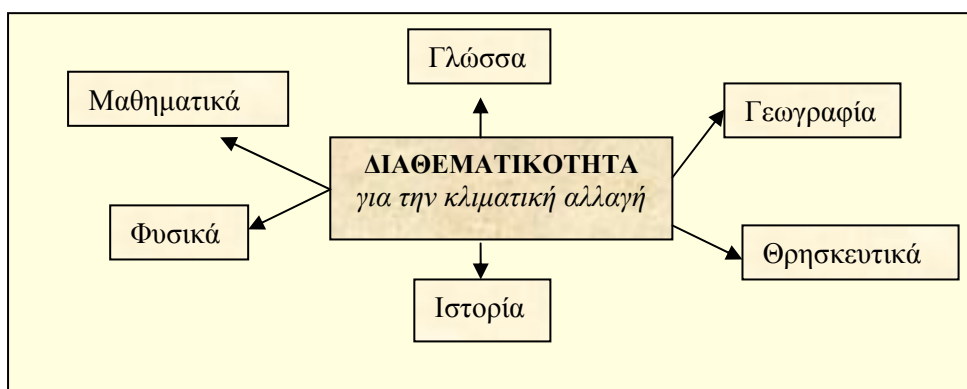 Γλώσσα
Μαθηματικά
Γεωγραφία
ΔΙΑΘΕΜΑΤΙΚΟΤΗΤΑ
για την κλιματική αλλαγή
Φυσικά
Θρησκευτικά
Ιστορία